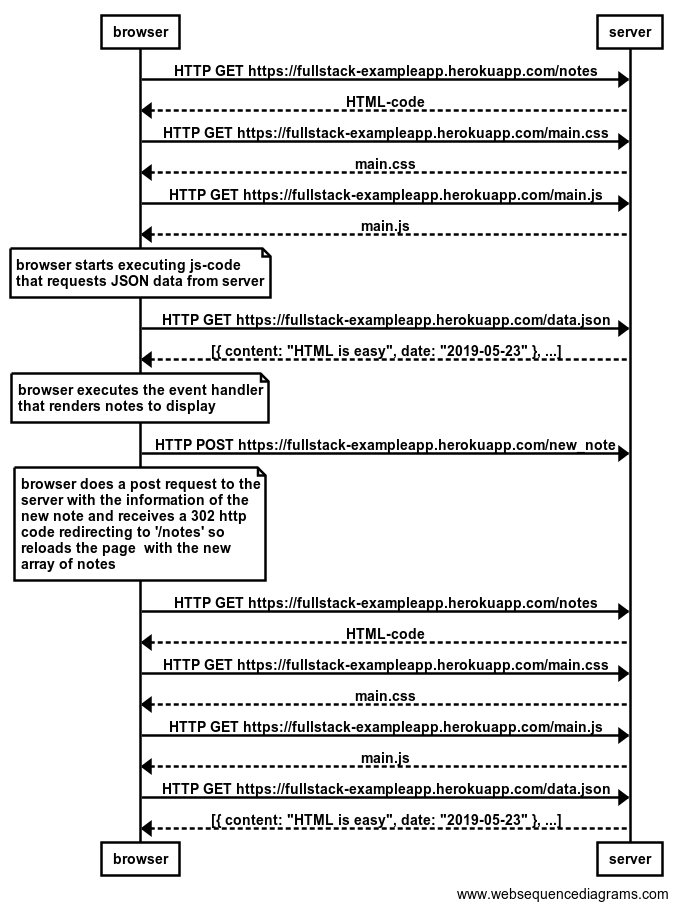 browser
server
HTTP GET https://fullstack-exampleapp.herokuapp.com/notes
HTML-code
HTTP GET https://fullstack-exampleapp.herokuapp.com/main.css
main.css
HTTP GET https://fullstack-exampleapp.herokuapp.com/main.js
main.js
browser starts executing js-code
that requests JSON data from server
HTTP GET https://fullstack-exampleapp.herokuapp.com/data.json
[{ content: "HTML is easy", date: "2019-05-23" }, ...]
browser executes the event handler
that renders notes to display
HTTP POST https://fullstack-exampleapp.herokuapp.com/new_note
browser does a post request to the
server with the information of the
new note and receives a 302 http
code redirecting to '/notes' so
reloads the page  with the new
array of notes
HTTP GET https://fullstack-exampleapp.herokuapp.com/notes
HTML-code
HTTP GET https://fullstack-exampleapp.herokuapp.com/main.css
main.css
HTTP GET https://fullstack-exampleapp.herokuapp.com/main.js
main.js
HTTP GET https://fullstack-exampleapp.herokuapp.com/data.json
[{ content: "HTML is easy", date: "2019-05-23" }, ...]
browser
server
www.websequencediagrams.com